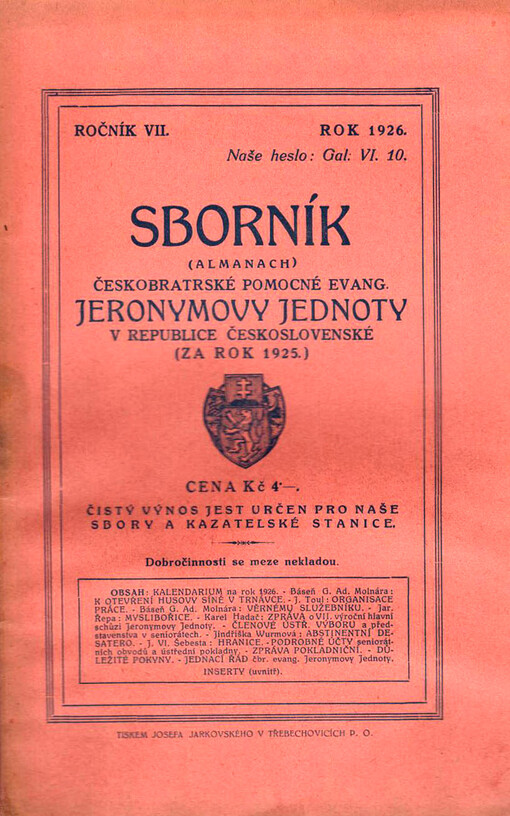 ROČNÍK VII. ROK 1926.
Naše heslo: Gal: VI. 10.
SBORNÍK
(ALMANACH)
ČESKOBRATRSKÉ POMOCNÉ EVANG.
JERONYMOVY JEDNOTY
V REPUBLICE ČESKOSLOVENSKÉ
(ZA ROK 1925.)
CENA Kč 4·—.
ČISTÝ VÝNOS JEST URČEN PRO NAŠE
SBORY A KAZATELSKÉ STANICE.
Dobročinnosti se meze nekladou.
OBSAH: KALENDARIUM na rok 1926. - Báseň G. Ad. Molnára:
K OTEVŘENÍ HUSOVY SÍNĚ V TRNÁVCE. - J. Toul: ORGANISACE
PRÁCE. - Báseň G. Ad. Molnára: VĚRNÉMU SLUŽEBNÍKU. - Jar.
Řepa: MYSLIBOŘICE. - Karel Hadač: ZPRÁVA o VII. výroční hlavní
schůzi Jeronymovy Jednoty. - ČLENOVÉ ÚSTŘ. VÝBORU a před-
stavenstva v seniorátech. - Jindřiška Wurmová: ABSTINENTNÍ DE-
SATERO. - J. Vl. Šebesta: HRANICE. - PODROBNÉ ÚČTY seniorát-
ních obvodů a ústřední pokladny. - ZPRÁVA POKLADNIČNÍ. - DŮ-
LEŽITÉ POKYNY. - JEDNACÍ ŘÁD čbr. evang. Jeronymovy Jednoty.
INSERTY (uvnitř).
TISKEM JOSEFA JARKOVSKÉHO V TŘEBECHOVICÍCH P. O.